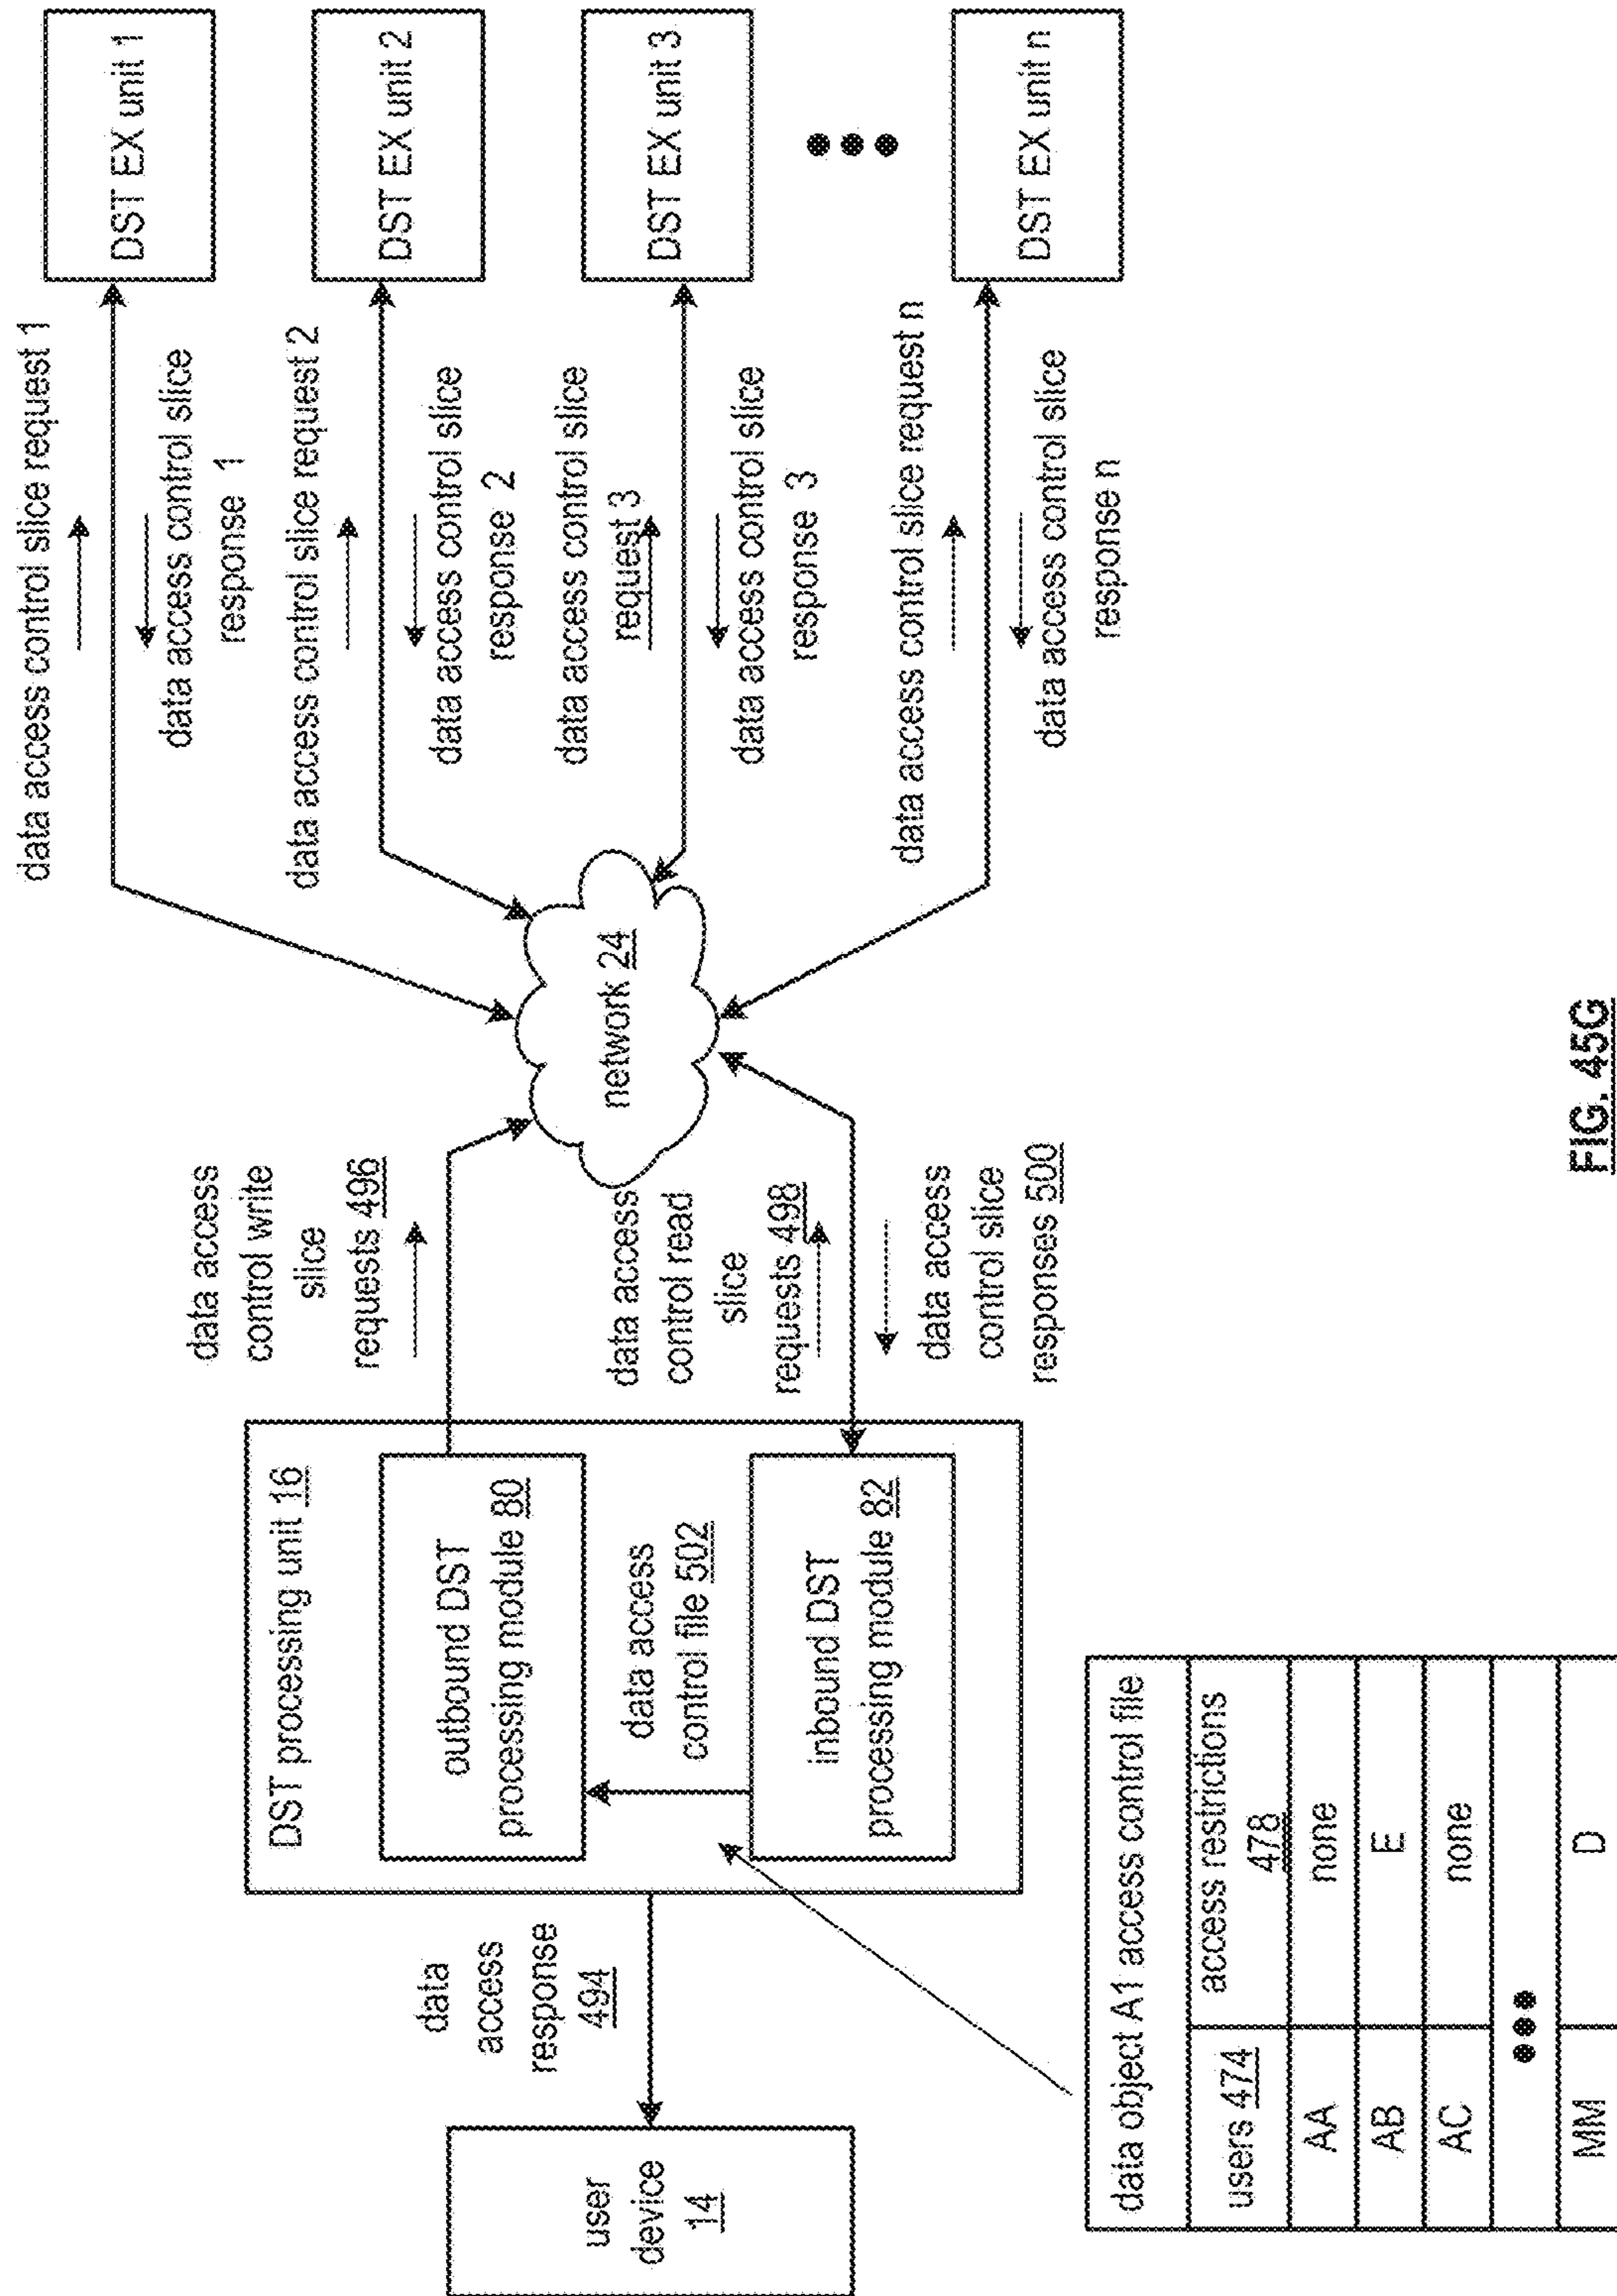 user
device
14
data
access
response
494
DST processing unit 16
outbound DST
processing module 80
data access
control file 502
inbound DST
processing module 82
data access
control write
slice
requests 496
data access
control read
slice
requests 498
data access
control slice
responses 500
network 24
data access control slice request 1
data access control slice
response 1
data access control slice request 2
data access control slice
response 2
data access control slice
request 3
data access control slice
response 3
data access control slice request n
data access control slice
response n
DST EX unit 1
DST EX unit 2
DST EX unit 3
DST EX unit n
data object A1 access control file
users 474
access restrictions
478
AA none
AB E
AC none
MM D
FIG. 45G